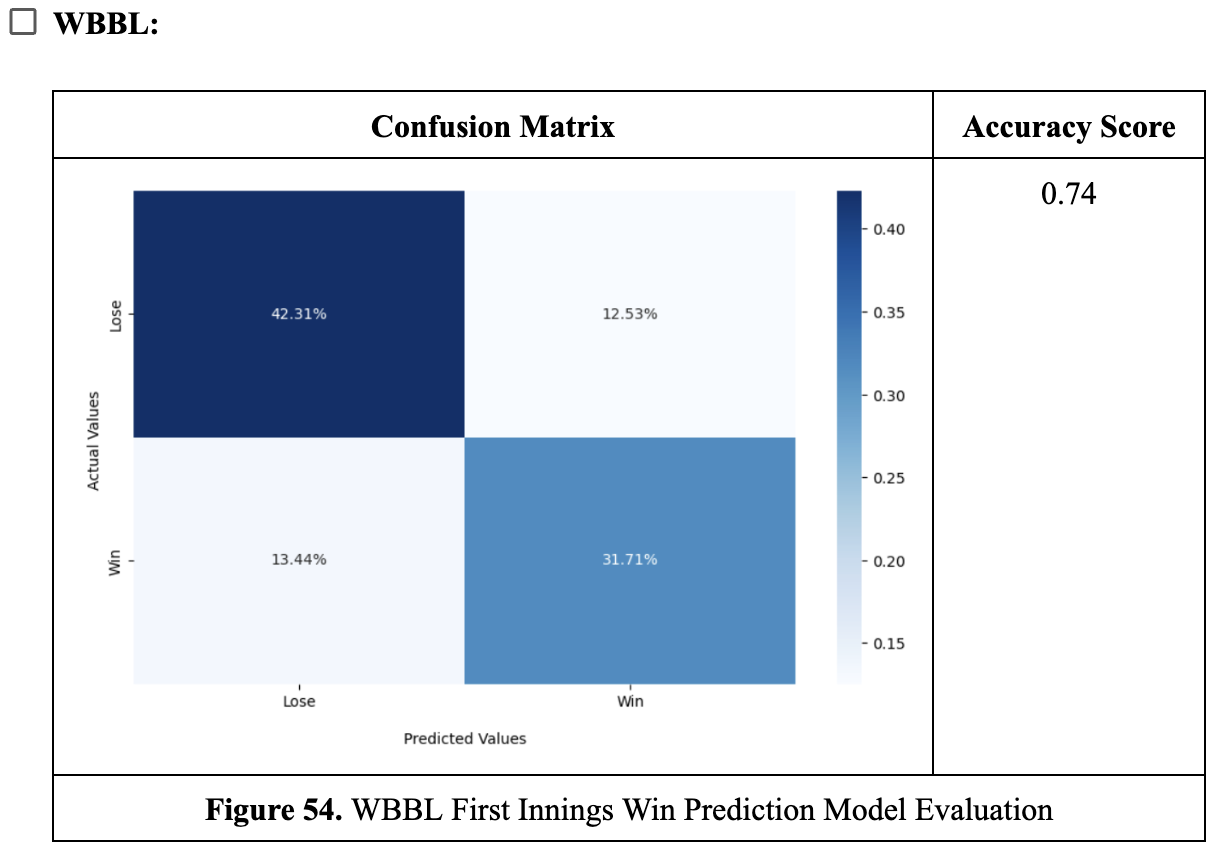 WBBL:
Confusion Matrix
Accuracy Score
0.74
Actual Values
Lose
Win
42.31%
12.53%
13.44%
31.71%
Lose
Win
Predicted Values
0.40
0.35
0.30
0.25
0.20
0.15
Figure 54. WBBL First Innings Win Prediction Model Evaluation